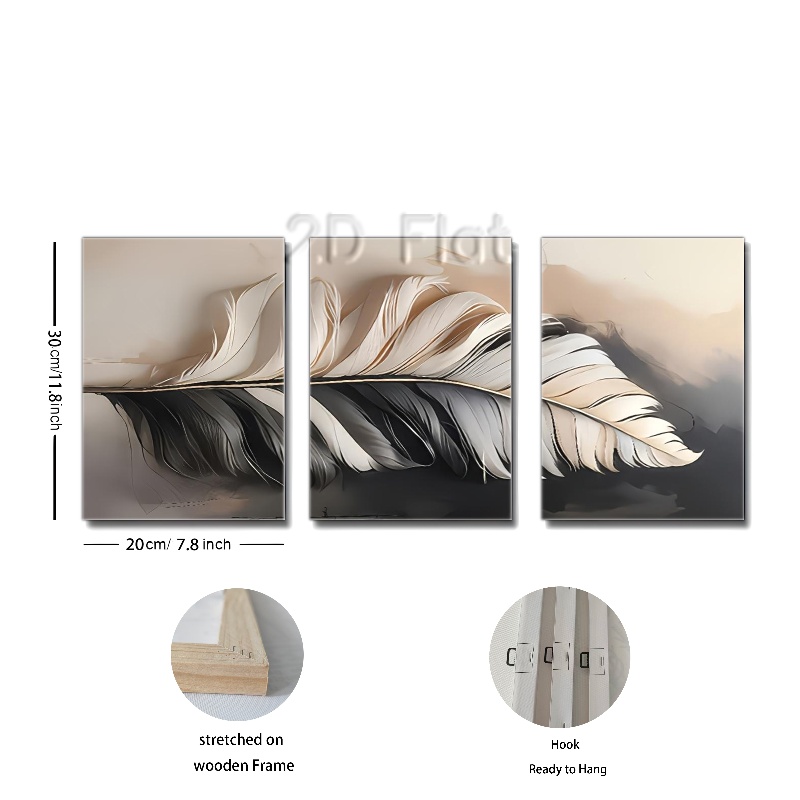 2D Flat
30cm/11.8inch
20cm/ 7.8 inch
stretched on
wooden Frame
Hook
Ready to Hang